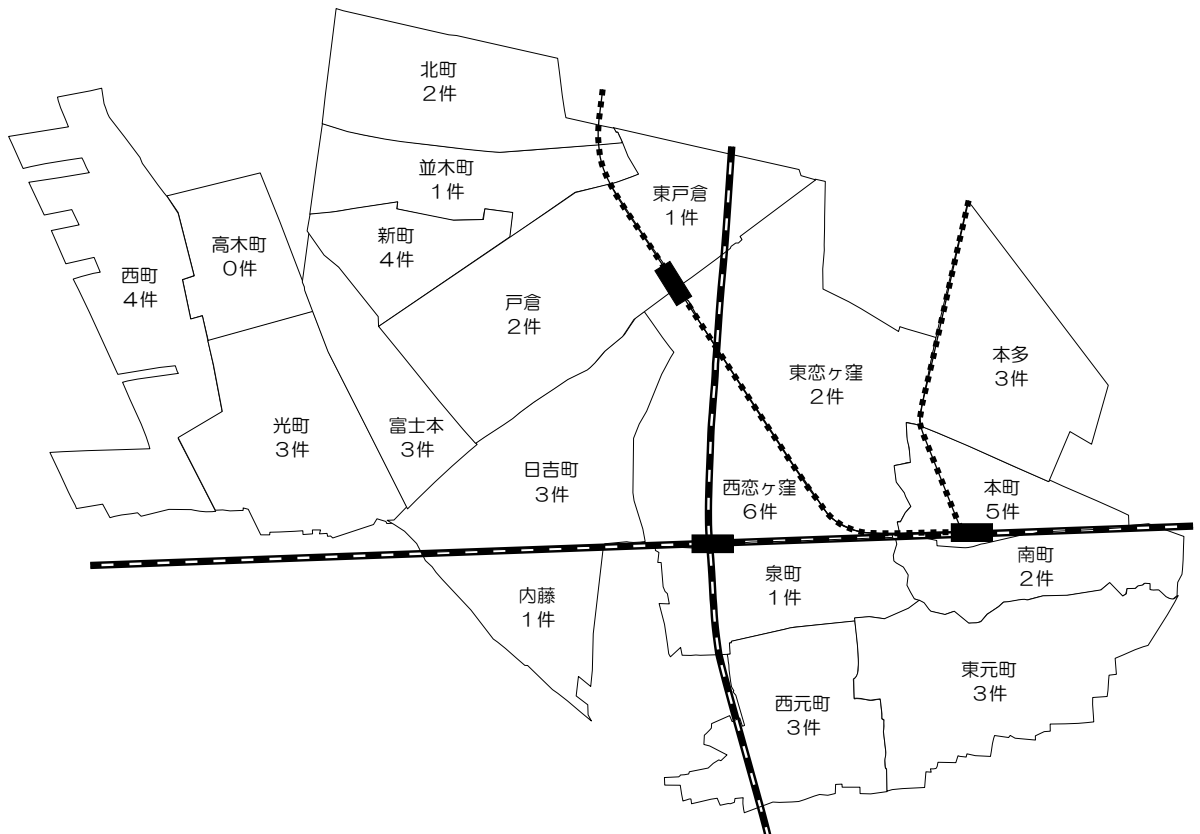 北町
２件
並木町
１件
東戸倉
１件
新町
４件
高木町
０件
西町
４件
戸倉
２件
東恋ヶ窪
２件
本多
３件
光町
３件
富士本
３件
日吉町
３件
西恋ヶ窪
６件
本町
５件
南町
２件
泉町
１件
内藤
１件
東元町
３件
西元町
３件